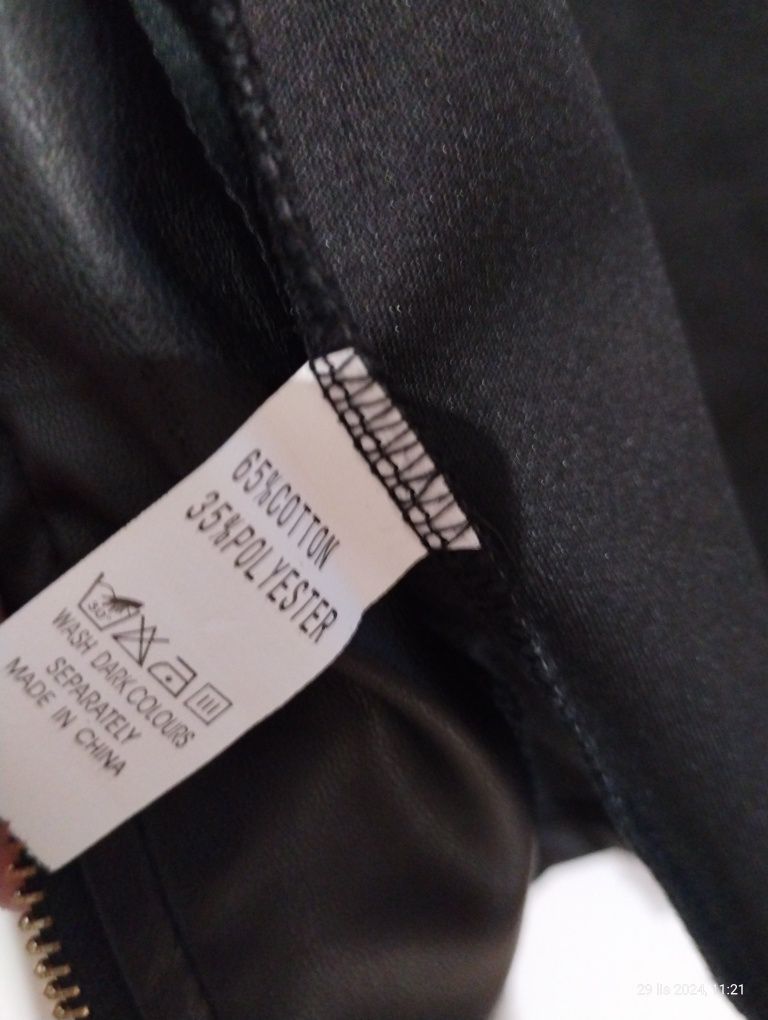 65%COTTON
35%POLYESTER
30°
WASH DARK COLOURS
SEPARATELY
MADE IN CHINA
29 lis 2024, 11:21